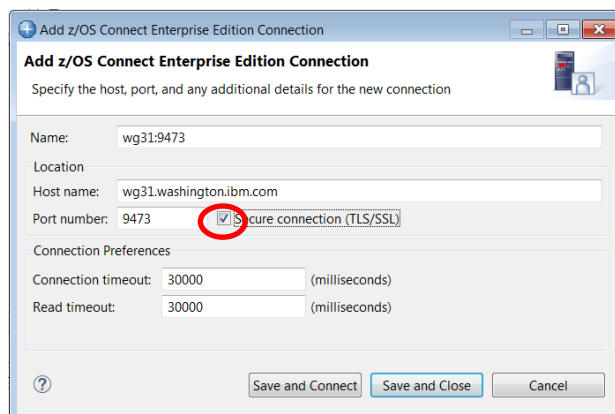 Add z/OS Connect Enterprise Edition Connection
Add z/OS Connect Enterprise Edition Connection
Specify the host, port, and any additional details for the new connection
Name: wg31:9473
Location
Host name: wg31.washington.ibm.com
Port number: 9473 Secure connection (TLS/SSL)
Connection Preferences
Connection timeout: 30000 (milliseconds)
Read timeout: 30000 (milliseconds)
? Save and Connect Save and Close Cancel